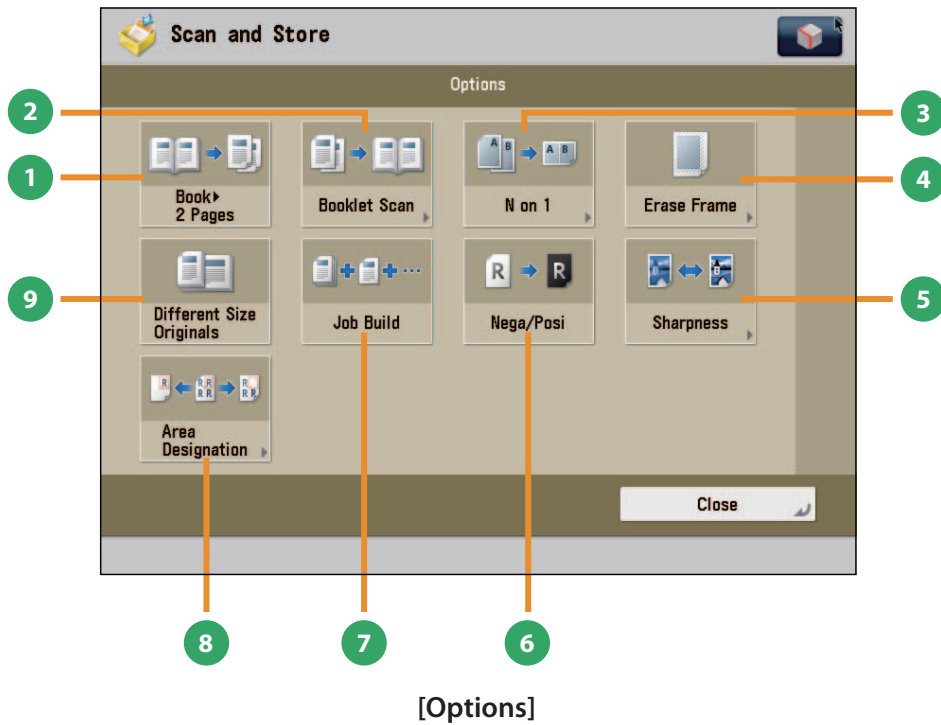 Scan and Store
Options
2
3
1
4
Book▸
2 Pages
Booklet Scan
A B
A B
N on 1
Erase Frame
9
5
Different Size
Originals
Job Build
R
R
Nega/Posi
B
B
Sharpness
R
R R
R R
R
R R
Area
Designation
Close
8
7
6
[Options]